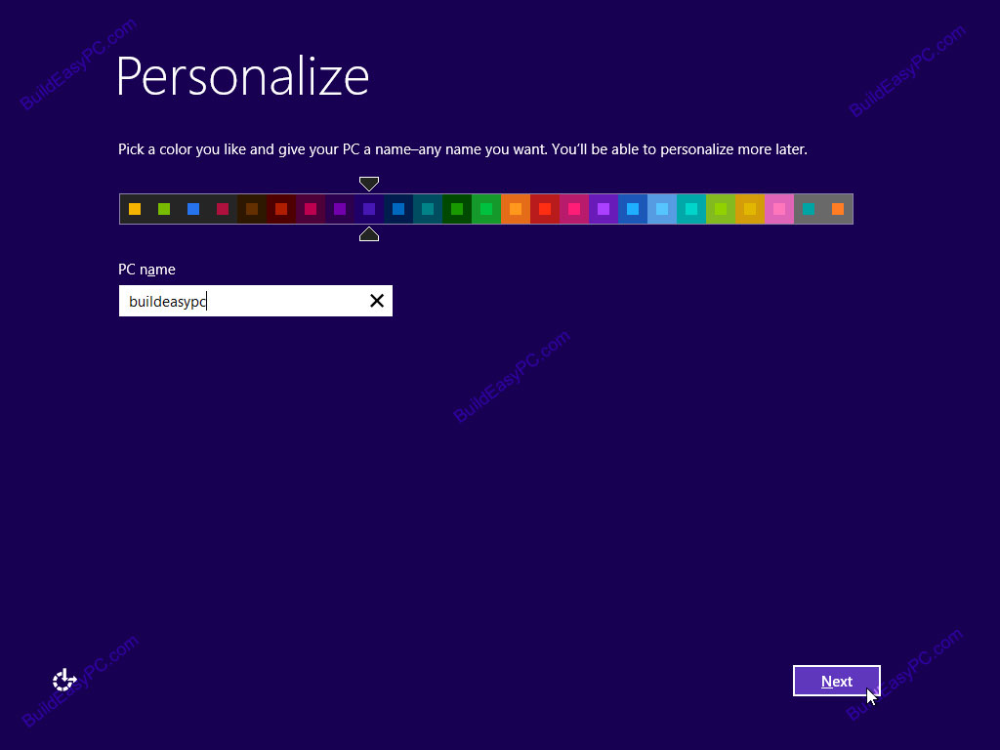 BuildEasyPC.com
BuildEasyPC.com
Personalize
Pick a color you like and give your PC a name–any name you want. You'll be able to personalize more later.
PC name
buildeasypc
BuildEasyPC.com
BuildEasyPC.com
BuildEasyPC.com
Next